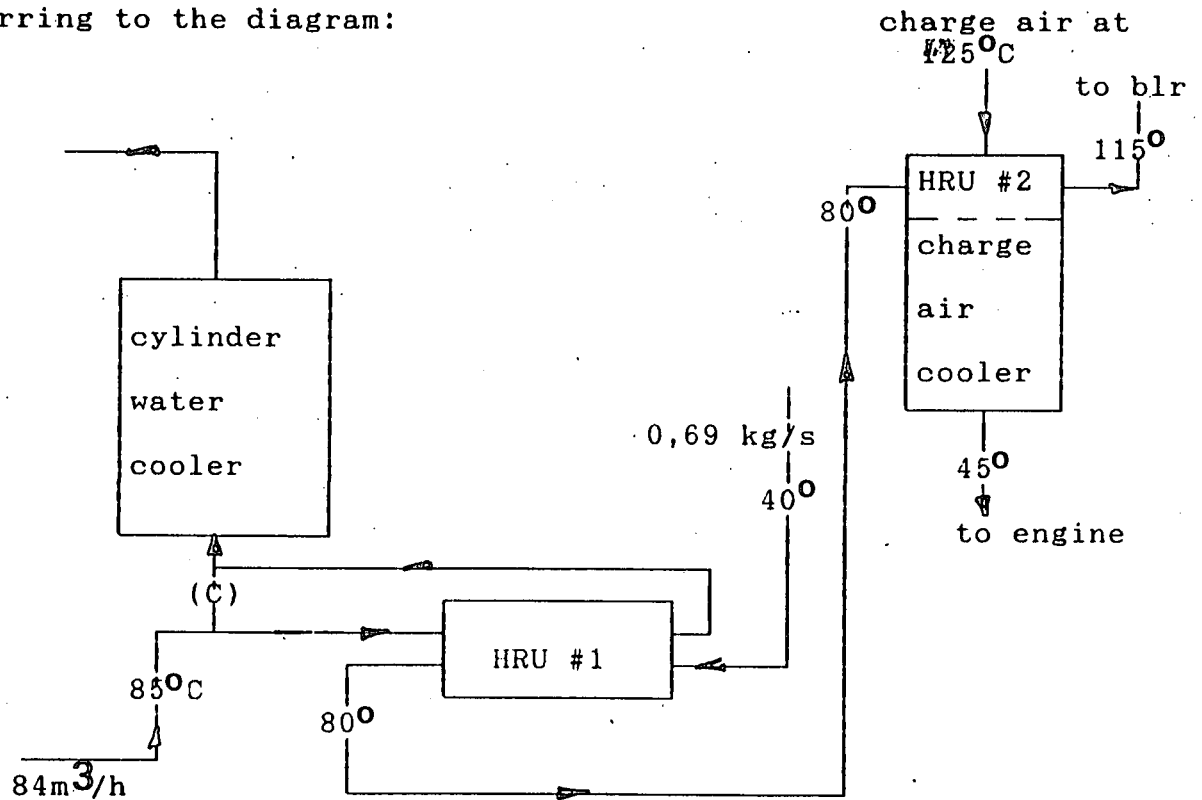 rring to the diagram:
charge air at
125°C
to blr
115°
HRU #2
80°
charge
air
cooler
cylinder
water
cooler
0,69 kg/s
40°
45°
to engine
(C)
HRU #1
85°C
80°
84m3/h